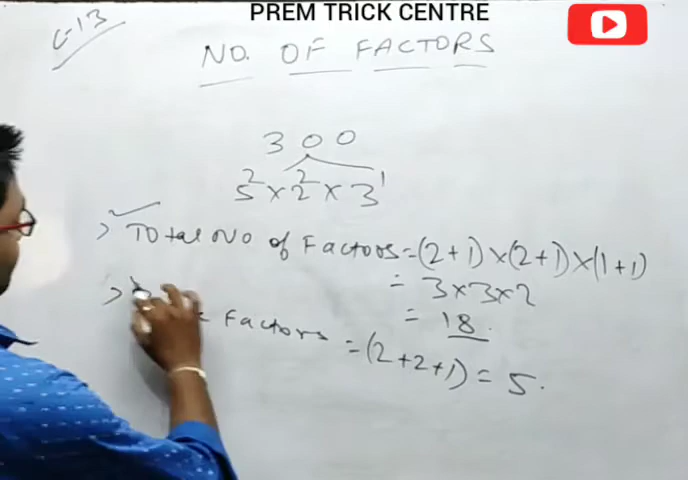 PREM TRICK CENTRE
L-13
NO. OF FACTORS
300
5² × 2² × 3¹
> Total No of Factors = (2+1) × (2+1) × (1+1)
= 3 × 3 × 2
= 18.
> Factors = (2+2+1) = 5.